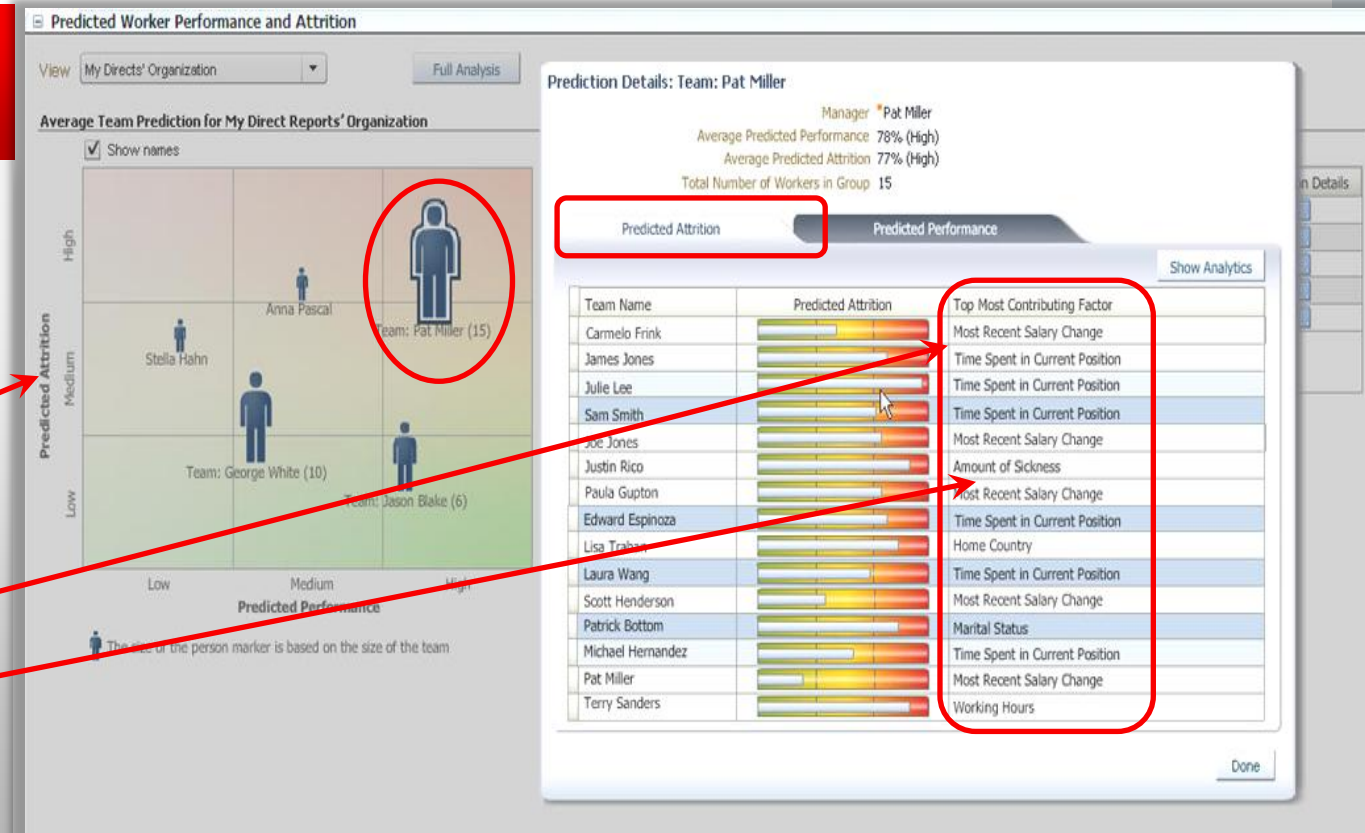 Predicted Worker Performance and Attrition
View My Directs' Organization Full Analysis
Average Team Prediction for My Direct Reports' Organization
Show names
Predicted Attrition
High
Medium
Low
Anna Pascal
Team: Pat Miller (15)
Stella Hahn
Team: George White (10)
Team: Jason Blake (6)
Low Medium High
Predicted Performance
The size of the person marker is based on the size of the team
Prediction Details: Team: Pat Miller
Manager *Pat Miller
Average Predicted Performance 78% (High)
Average Predicted Attrition 77% (High)
Total Number of Workers in Group 15
Predicted Attrition Predicted Performance
Show Analytics
Team Name Predicted Attrition Top Most Contributing Factor
Carmelo Frink Most Recent Salary Change
James Jones Time Spent in Current Position
Julie Lee Time Spent in Current Position
Sam Smith Time Spent in Current Position
Joe Jones Most Recent Salary Change
Justin Rico Amount of Sickness
Paula Gupton Most Recent Salary Change
Edward Espinoza Time Spent in Current Position
Lisa Home Country
Laura Wang Time Spent in Current Position
Scott Henderson Most Recent Salary Change
Patrick Bottom Marital Status
Michael Hernandez Time Spent in Current Position
Pat Miller Most Recent Salary Change
Terry Sanders Working Hours
Done
n Details